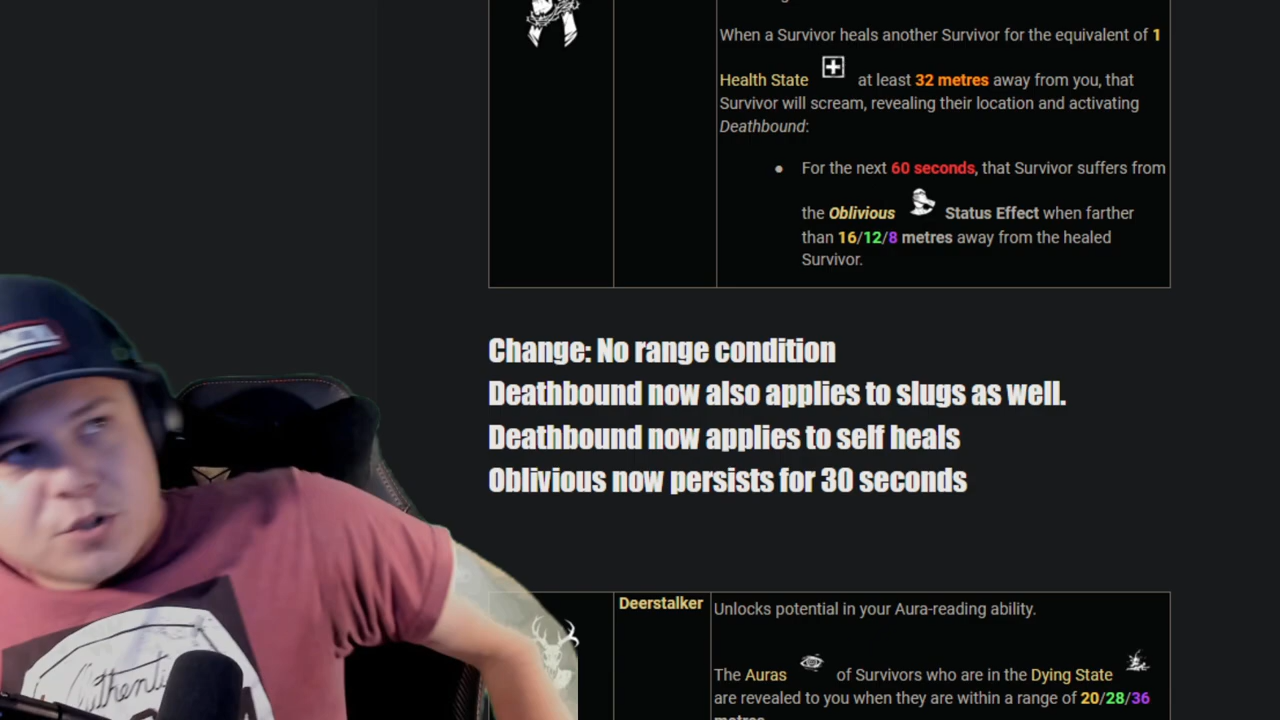 When a Survivor heals another Survivor for the equivalent of 1
Health State at least 32 metres away from you, that
Survivor will scream, revealing their location and activating
Deathbound:
● For the next 60 seconds, that Survivor suffers from
the Oblivious Status Effect when farther
than 16/12/8 metres away from the healed
Survivor.
Change: No range condition
Deathbound now also applies to slugs as well.
Deathbound now applies to self heals
Oblivious now persists for 30 seconds
Deerstalker
Unlocks potential in your Aura-reading ability.
The Auras of Survivors who are in the Dying State
are revealed to you when they are within a range of 20/28/36
metres
Authentic